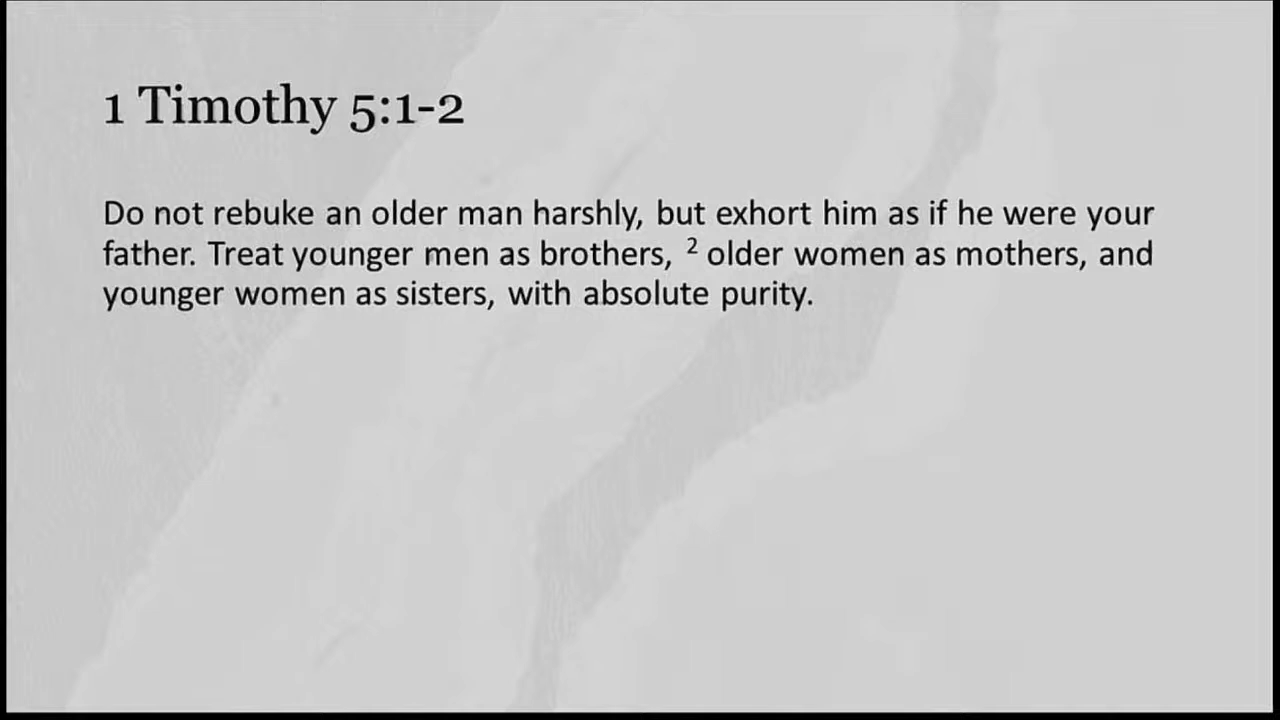 1 Timothy 5:1-2
Do not rebuke an older man harshly, but exhort him as if he were your
father. Treat younger men as brothers, 2 older women as mothers, and
younger women as sisters, with absolute purity.